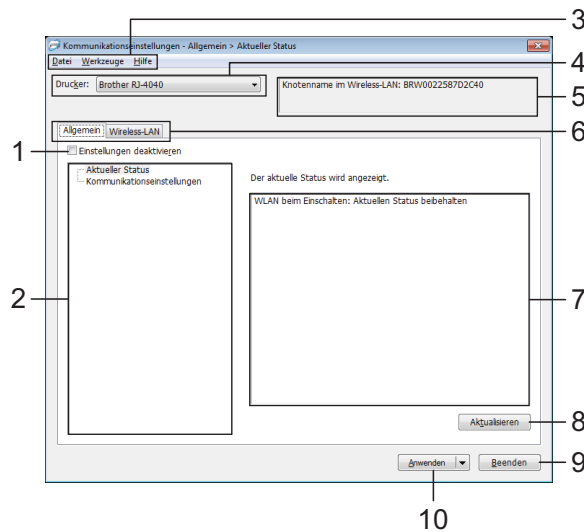 3
Kommunikationseinstellungen - Allgemein > Aktueller Status
Datei Werkzeuge Hilfe
4
Drucker: Brother RJ-4040
Knotenname im Wireless-LAN: BRW0022587D2C40
5
Allgemein Wireless-LAN
6
1
Einstellungen deaktivieren
Aktueller Status
Kommunikationseinstellungen
Der aktuelle Status wird angezeigt.
WLAN beim Einschalten: Aktuellen Status beibehalten
2
7
Aktualisieren
8
Anwenden
Beenden
9
10